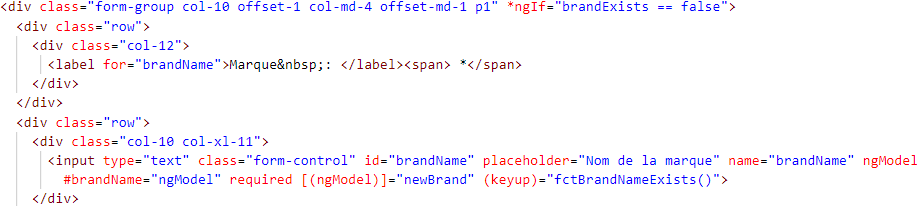 <div class="form-group col-10 offset-1 col-md-4 offset-md-1 p1" *ngIf="brandExists == false">
<div class="row">
<div class="col-12">
<label for="brandName">Marque&nbsp;: </label><span> *</span>
</div>
</div>
<div class="row">
<div class="col-10 col-xl-11">
<input type="text" class="form-control" id="brandName" placeholder="Nom de la marque" name="brandName" ngModel
#brandName="ngModel" required [(ngModel)]="newBrand" (keyup)="fctBrandNameExists()">
</div>